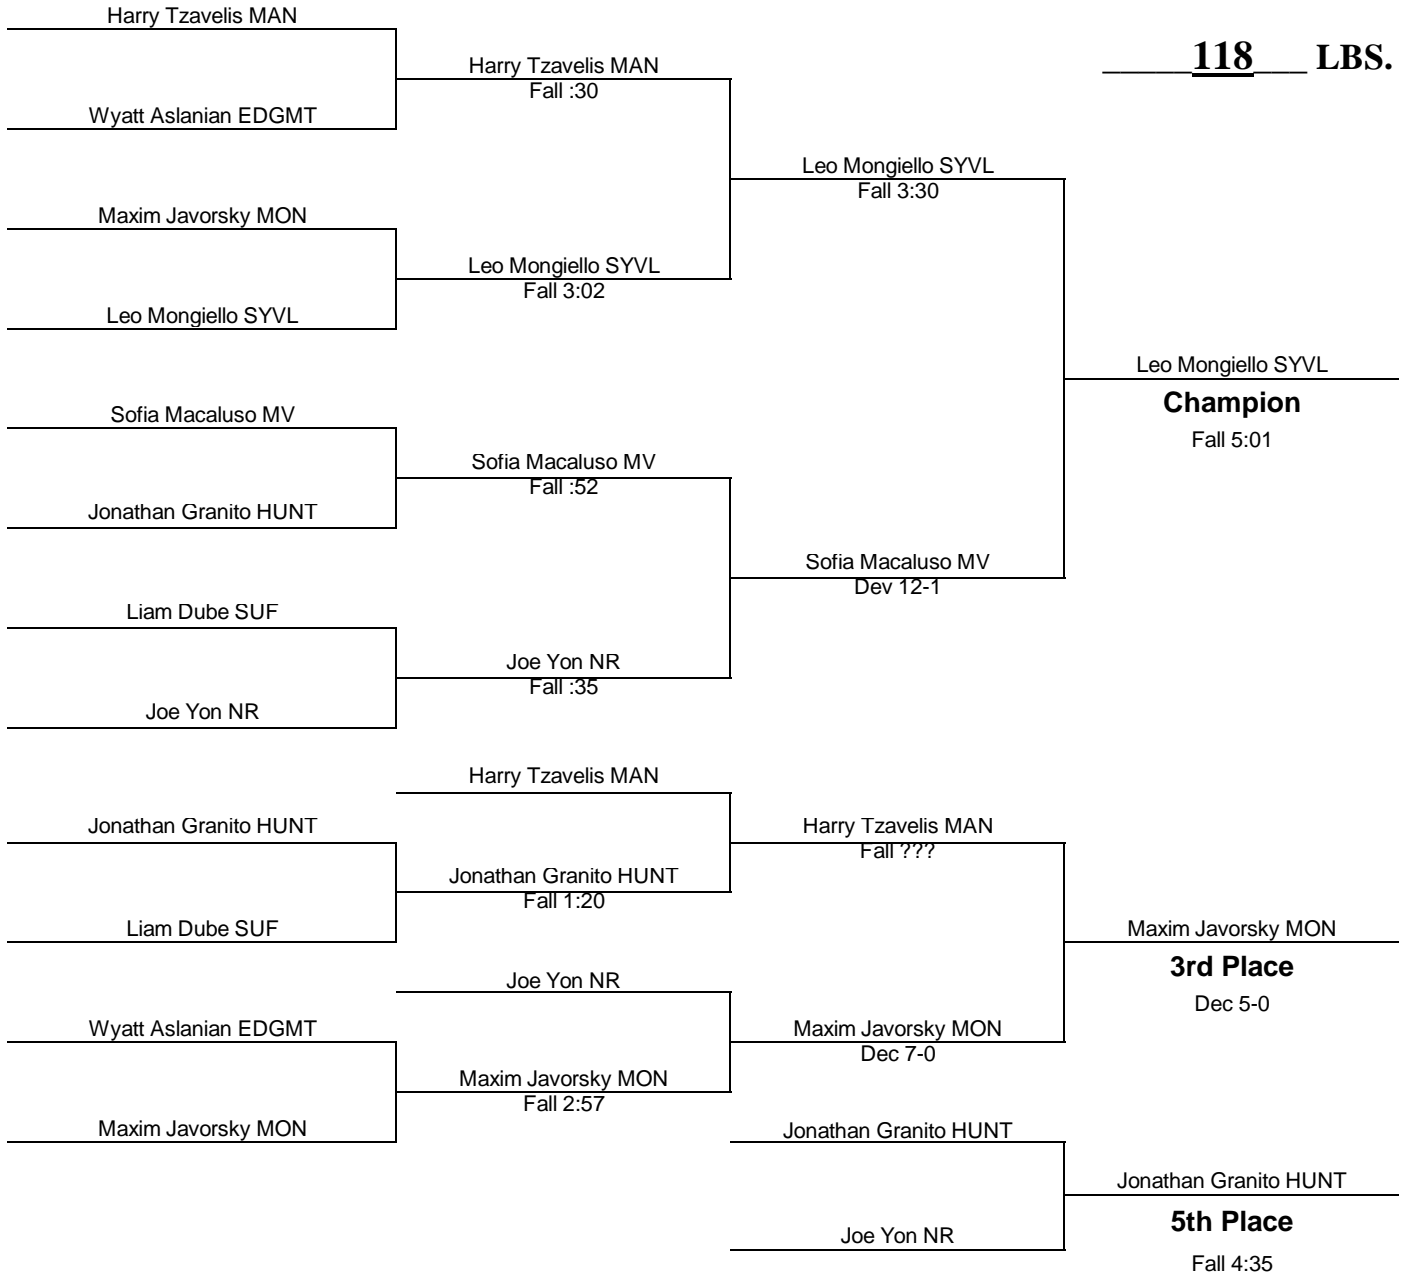 Harry Tzavelis MAN
_____118___ LBS.
Harry Tzavelis MAN
Fall :30
Wyatt Aslanian EDGMT
Leo Mongiello SYVL
Fall 3:30
Maxim Javorsky MON
Leo Mongiello SYVL
Fall 3:02
Leo Mongiello SYVL
Leo Mongiello SYVL
Champion
Fall 5:01
Sofia Macaluso MV
Sofia Macaluso MV
Fall :52
Jonathan Granito HUNT
Sofia Macaluso MV
Dev 12-1
Liam Dube SUF
Joe Yon NR
Fall :35
Joe Yon NR
Harry Tzavelis MAN
Jonathan Granito HUNT
Harry Tzavelis MAN
Fall ???
Jonathan Granito HUNT
Fall 1:20
Liam Dube SUF
Maxim Javorsky MON
3rd Place
Dec 5-0
Joe Yon NR
Wyatt Aslanian EDGMT
Maxim Javorsky MON
Dec 7-0
Maxim Javorsky MON
Fall 2:57
Maxim Javorsky MON
Jonathan Granito HUNT
Jonathan Granito HUNT
5th Place
Joe Yon NR
Fall 4:35